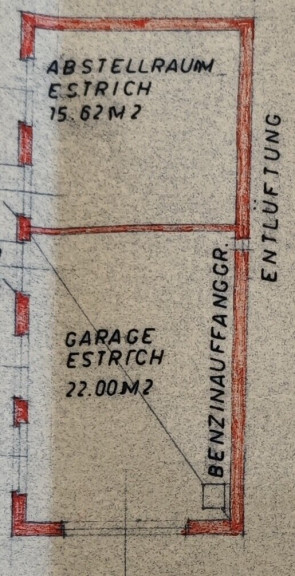 ABSTELLRAUM
ESTRICH
15.62 M2
ENTLÜFTUNG
BENZINAUFFANGGR.
GARAGE
ESTRICH
22.00 M2